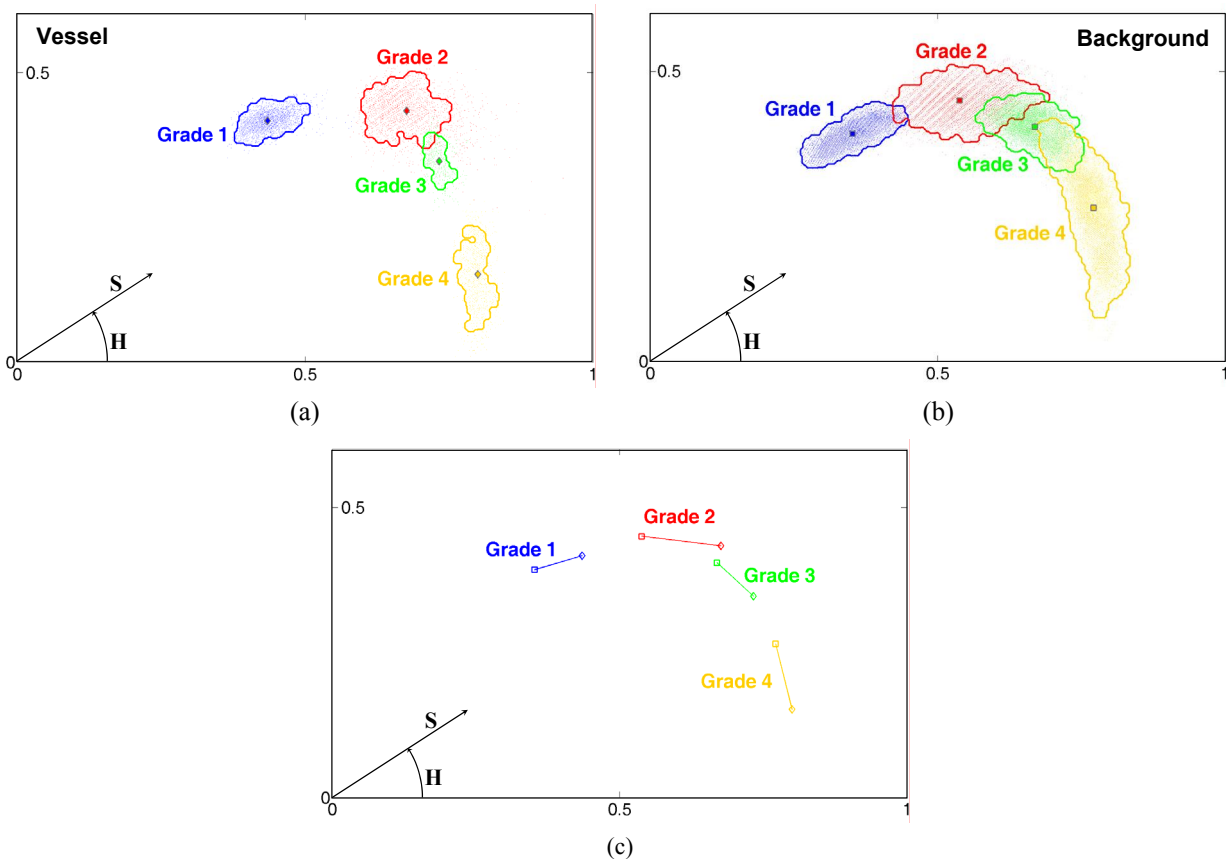 Vessel
0.5
Grade 2
Grade 1
Grade 3
Grade 4
S
H
0
0 0.5 1
(a)
Background
0.5
Grade 2
Grade 1
Grade 3
Grade 4
S
H
0
0 0.5 1
(b)
0.5
Grade 2
Grade 1
Grade 3
Grade 4
S
H
0
0 0.5 1
(c)